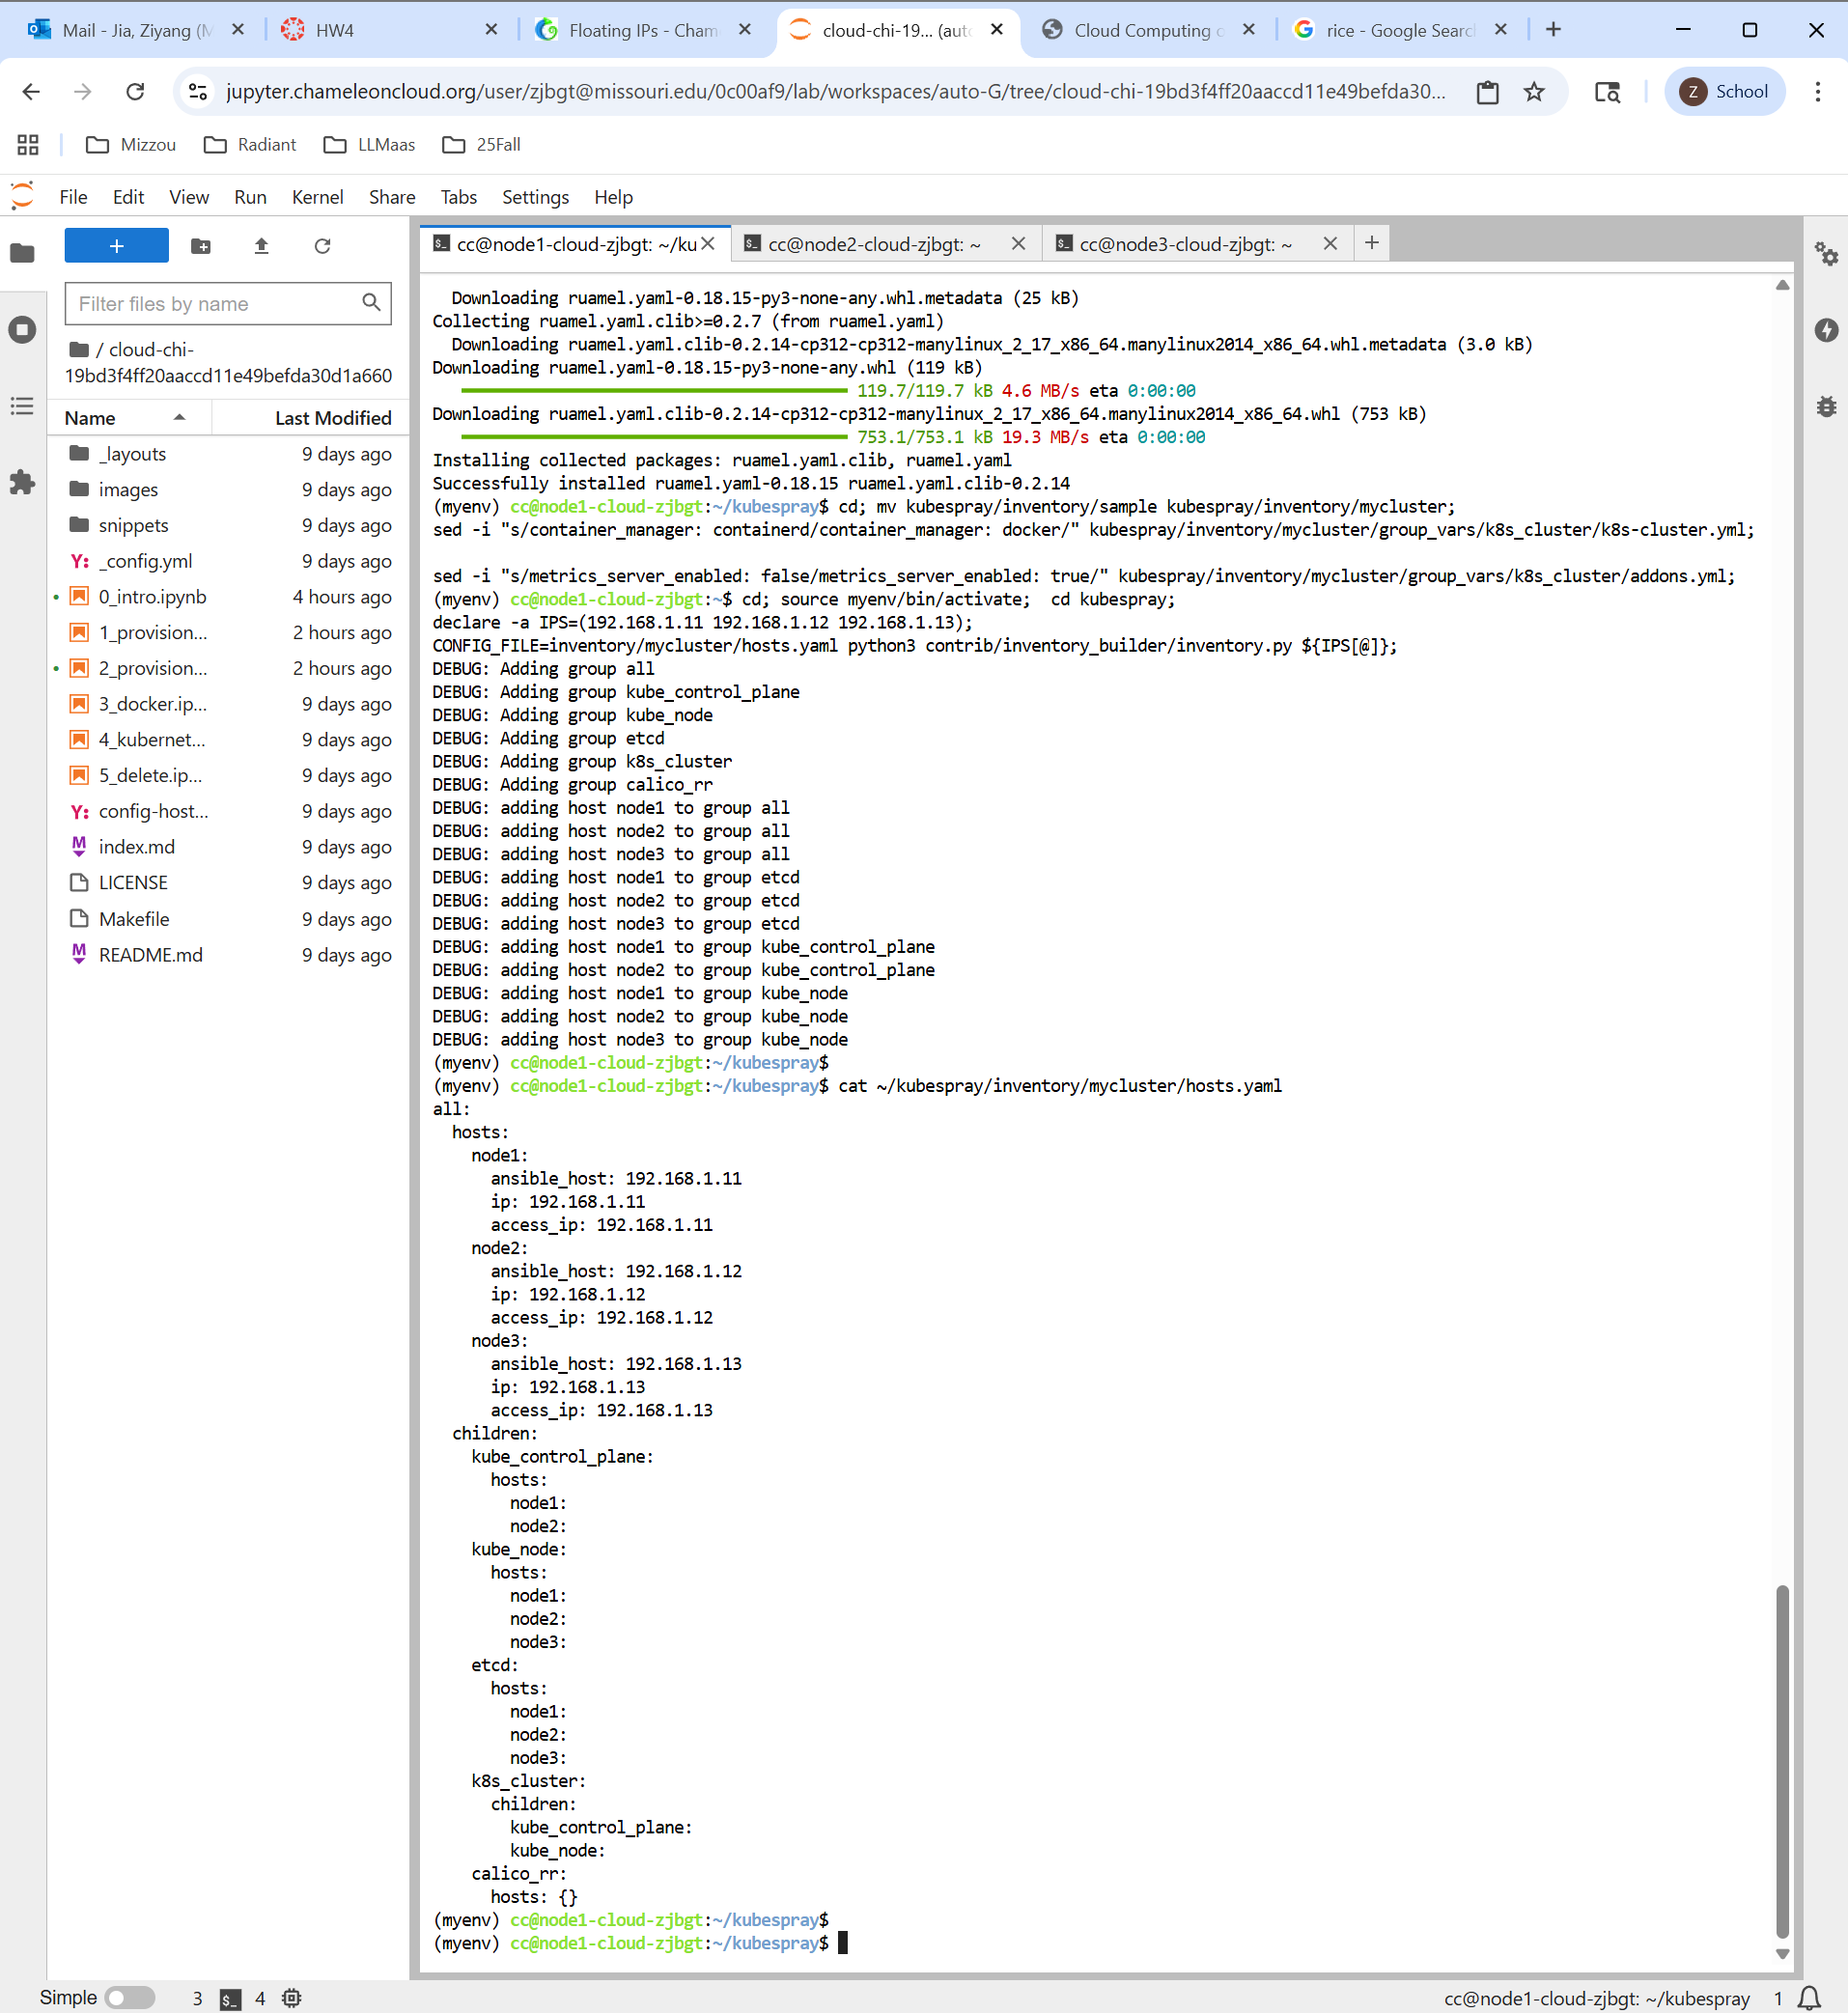 Mail - Jia, Ziyang (M
HW4
Floating IPs - Cham
cloud-chi-19... (auto
Cloud Computing c
rice - Google Searc
jupyter.chameleoncloud.org/user/zjbgt@missouri.edu/0c00af9/lab/workspaces/auto-G/tree/cloud-chi-19bd3f4ff20aaccd11e49befda30...
Z School
Mizzou Radiant LLMaas 25Fall
File Edit View Run Kernel Share Tabs Settings Help
+
Filter files by name
/ cloud-chi-
19bd3f4ff20aaccd11e49befda30d1a660
Name Last Modified
_layouts 9 days ago
images 9 days ago
snippets 9 days ago
Y: _config.yml 9 days ago
0_intro.ipynb 4 hours ago
1_provision... 2 hours ago
2_provision... 2 hours ago
3_docker.ip... 9 days ago
4_kubernet... 9 days ago
5_delete.ip... 9 days ago
Y: config-host... 9 days ago
M index.md 9 days ago
LICENSE 9 days ago
Makefile 9 days ago
M README.md 9 days ago
cc@node1-cloud-zjbgt: ~/ku
cc@node2-cloud-zjbgt: ~
cc@node3-cloud-zjbgt: ~
Downloading ruamel.yaml-0.18.15-py3-none-any.whl.metadata (25 kB)
Collecting ruamel.yaml.clib>=0.2.7 (from ruamel.yaml)
Downloading ruamel.yaml.clib-0.2.14-cp312-cp312-manylinux_2_17_x86_64.manylinux2014_x86_64.whl.metadata (3.0 kB)
Downloading ruamel.yaml-0.18.15-py3-none-any.whl (119 kB)
119.7/119.7 kB 4.6 MB/s eta 0:00:00
Downloading ruamel.yaml.clib-0.2.14-cp312-cp312-manylinux_2_17_x86_64.manylinux2014_x86_64.whl (753 kB)
753.1/753.1 kB 19.3 MB/s eta 0:00:00
Installing collected packages: ruamel.yaml.clib, ruamel.yaml
Successfully installed ruamel.yaml-0.18.15 ruamel.yaml.clib-0.2.14
(myenv) cc@node1-cloud-zjbgt:~/kubespray$ cd; mv kubespray/inventory/sample kubespray/inventory/mycluster;
sed -i "s/container_manager: containerd/container_manager: docker/" kubespray/inventory/mycluster/group_vars/k8s_cluster/k8s-cluster.yml;
sed -i "s/metrics_server_enabled: false/metrics_server_enabled: true/" kubespray/inventory/mycluster/group_vars/k8s_cluster/addons.yml;
(myenv) cc@node1-cloud-zjbgt:~$ cd; source myenv/bin/activate;  cd kubespray;
declare -a IPS=(192.168.1.11 192.168.1.12 192.168.1.13);
CONFIG_FILE=inventory/mycluster/hosts.yaml python3 contrib/inventory_builder/inventory.py ${IPS[@]};
DEBUG: Adding group all
DEBUG: Adding group kube_control_plane
DEBUG: Adding group kube_node
DEBUG: Adding group etcd
DEBUG: Adding group k8s_cluster
DEBUG: Adding group calico_rr
DEBUG: adding host node1 to group all
DEBUG: adding host node2 to group all
DEBUG: adding host node3 to group all
DEBUG: adding host node1 to group etcd
DEBUG: adding host node2 to group etcd
DEBUG: adding host node3 to group etcd
DEBUG: adding host node1 to group kube_control_plane
DEBUG: adding host node2 to group kube_control_plane
DEBUG: adding host node1 to group kube_node
DEBUG: adding host node2 to group kube_node
DEBUG: adding host node3 to group kube_node
(myenv) cc@node1-cloud-zjbgt:~/kubespray$
(myenv) cc@node1-cloud-zjbgt:~/kubespray$ cat ~/kubespray/inventory/mycluster/hosts.yaml
all:
hosts:
node1:
ansible_host: 192.168.1.11
ip: 192.168.1.11
access_ip: 192.168.1.11
node2:
ansible_host: 192.168.1.12
ip: 192.168.1.12
access_ip: 192.168.1.12
node3:
ansible_host: 192.168.1.13
ip: 192.168.1.13
access_ip: 192.168.1.13
children:
kube_control_plane:
hosts:
node1:
node2:
kube_node:
hosts:
node1:
node2:
node3:
etcd:
hosts:
node1:
node2:
node3:
k8s_cluster:
children:
kube_control_plane:
kube_node:
calico_rr:
hosts: {}
(myenv) cc@node1-cloud-zjbgt:~/kubespray$
(myenv) cc@node1-cloud-zjbgt:~/kubespray$
Simple 3 $_ 4 cc@node1-cloud-zjbgt: ~/kubespray 1